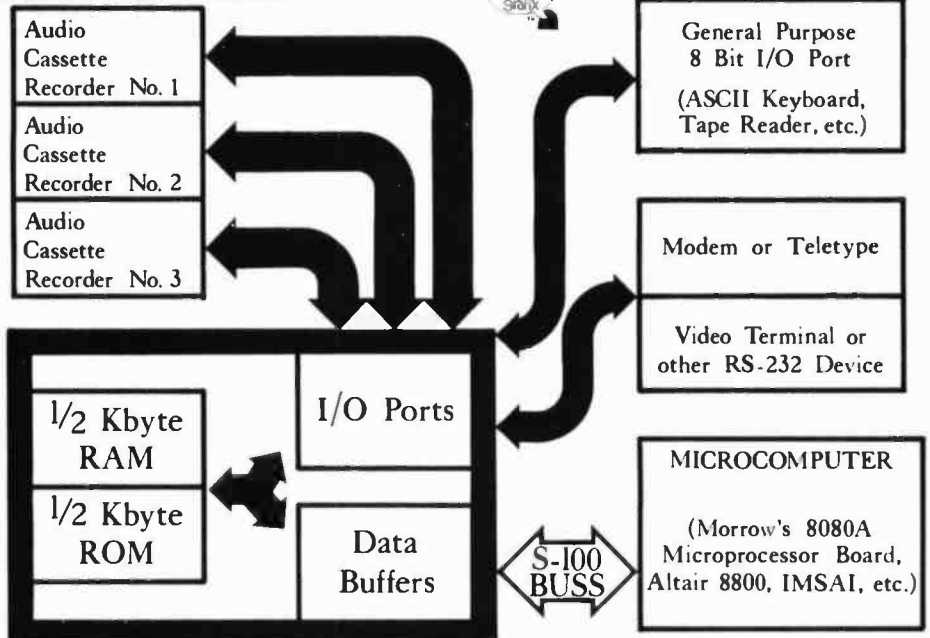 Audio
Cassette
Recorder No. 1
Audio
Cassette
Recorder No. 2
Audio
Cassette
Recorder No. 3
General Purpose
8 Bit I/O Port
(ASCII Keyboard,
Tape Reader, etc.)
Modem or Teletype
Video Terminal or
other RS-232 Device
1/2 Kbyte
RAM
1/2 Kbyte
ROM
I/O Ports
Data
Buffers
S-100
BUSS
MICROCOMPUTER
(Morrow's 8080A
Microprocessor Board,
Altair 8800, IMSAI, etc.)